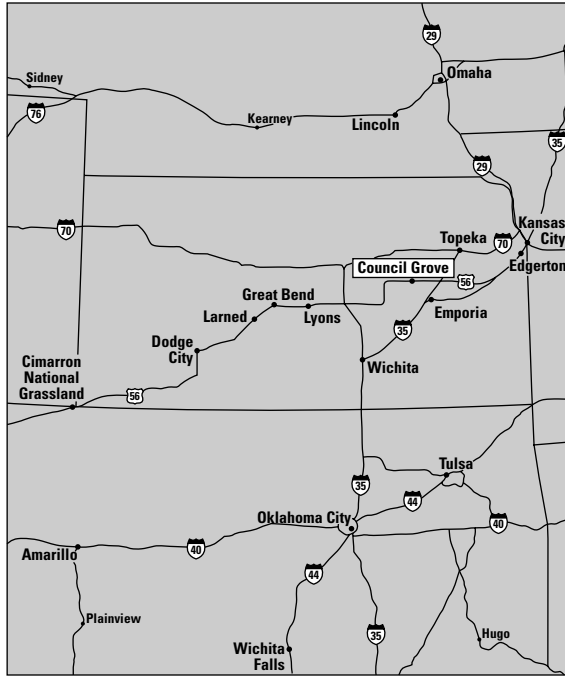 29
Sidney
Omaha
76
Kearney
Lincoln
35
29
Kansas
City
70
Topeka
70
Council Grove
56
Edgerton
Great Bend
Larned
Lyons
Emporia
Dodge
City
35
Cimarron
National
Grassland
Wichita
56
Tulsa
35
44
Oklahoma City
40
Amarillo
40
44
Plainview
35
Hugo
Wichita
Falls